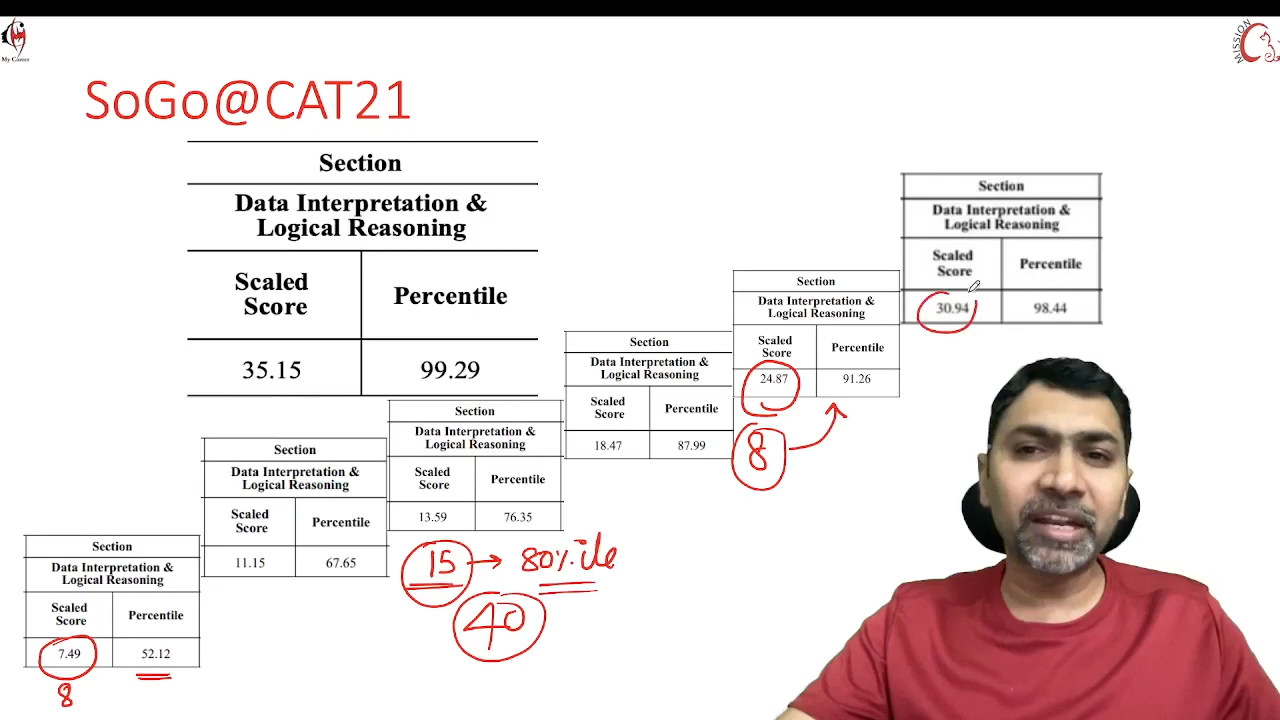 My Career
MISSION
SoGo@CAT21
Section
Data Interpretation &
Logical Reasoning
Scaled
Score
Percentile
35.15
99.29
Section
Data Interpretation &
Logical Reasoning
Scaled
Score
Percentile
30.94
98.44
Section
Data Interpretation &
Logical Reasoning
Scaled
Score
Percentile
24.87
91.26
8
Section
Data Interpretation &
Logical Reasoning
Scaled
Score
Percentile
18.47
87.99
Section
Data Interpretation &
Logical Reasoning
Scaled
Score
Percentile
13.59
76.35
15 → 80%ile
40
Section
Data Interpretation &
Logical Reasoning
Scaled
Score
Percentile
11.15
67.65
Section
Data Interpretation &
Logical Reasoning
Scaled
Score
Percentile
7.49
52.12
8